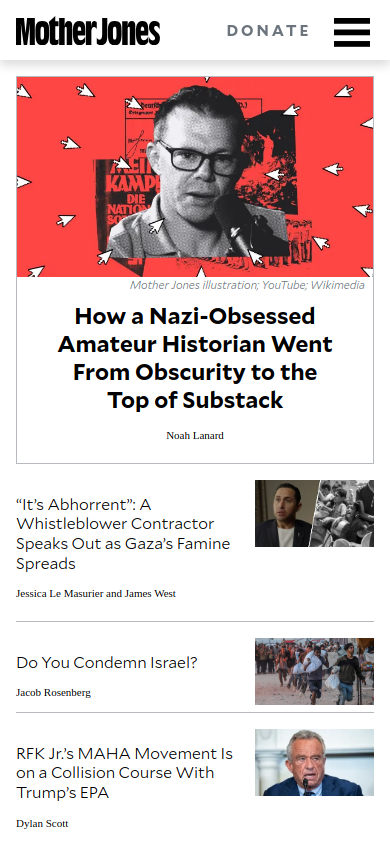 Mother Jones
DONATE
MEIN
KAMPF
DIE
Mother Jones illustration; YouTube; Wikimedia
How a Nazi-Obsessed
Amateur Historian Went
From Obscurity to the
Top of Substack
Noah Lanard
“It’s Abhorrent”: A
Whistleblower Contractor
Speaks Out as Gaza’s Famine
Spreads
Jessica Le Masurier and James West
Do You Condemn Israel?
Jacob Rosenberg
RFK Jr.’s MAHA Movement Is
on a Collision Course With
Trump’s EPA
Dylan Scott